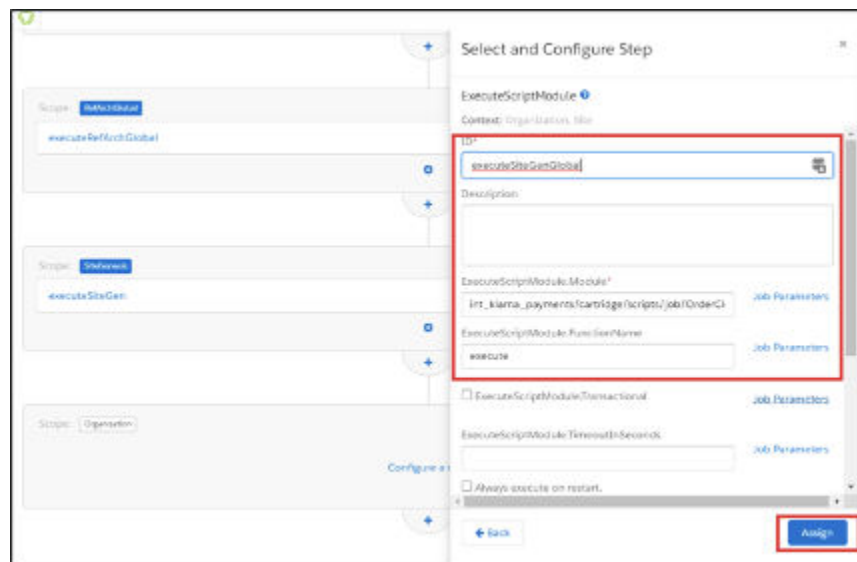 Select and Configure Step
ExecuteScriptModule
Context: Organization, Site
ID*
executeSiteGenGlobal
Description
ExecuteScriptModule.Module*
int_klarna_payments/cartridge/scripts/job/OrderCl
Job Parameters
ExecuteScriptModule.FunctionName
execute
Job Parameters
ExecuteScriptModule.Transactional
Job Parameters
ExecuteScriptModule.TimeoutInSeconds
Job Parameters
Always execute on restart.
Back
Assign
Scope:
RefArchGlobal
executeRefArchGlobal
Scope:
SiteGenesis
executeSiteGen
Scope:
Organization
Configure a